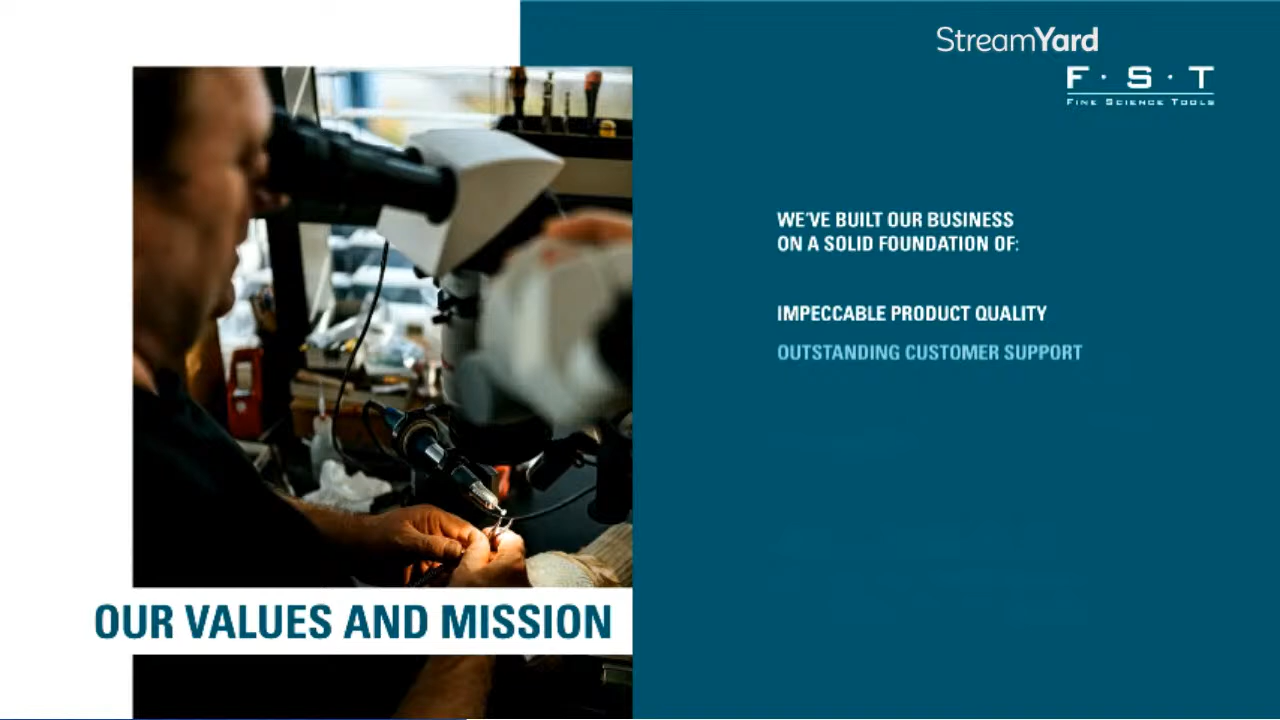 StreamYard
F·S·T
FINE SCIENCE TOOLS
WE'VE BUILT OUR BUSINESS
ON A SOLID FOUNDATION OF:
IMPECCABLE PRODUCT QUALITY
OUTSTANDING CUSTOMER SUPPORT
OUR VALUES AND MISSION